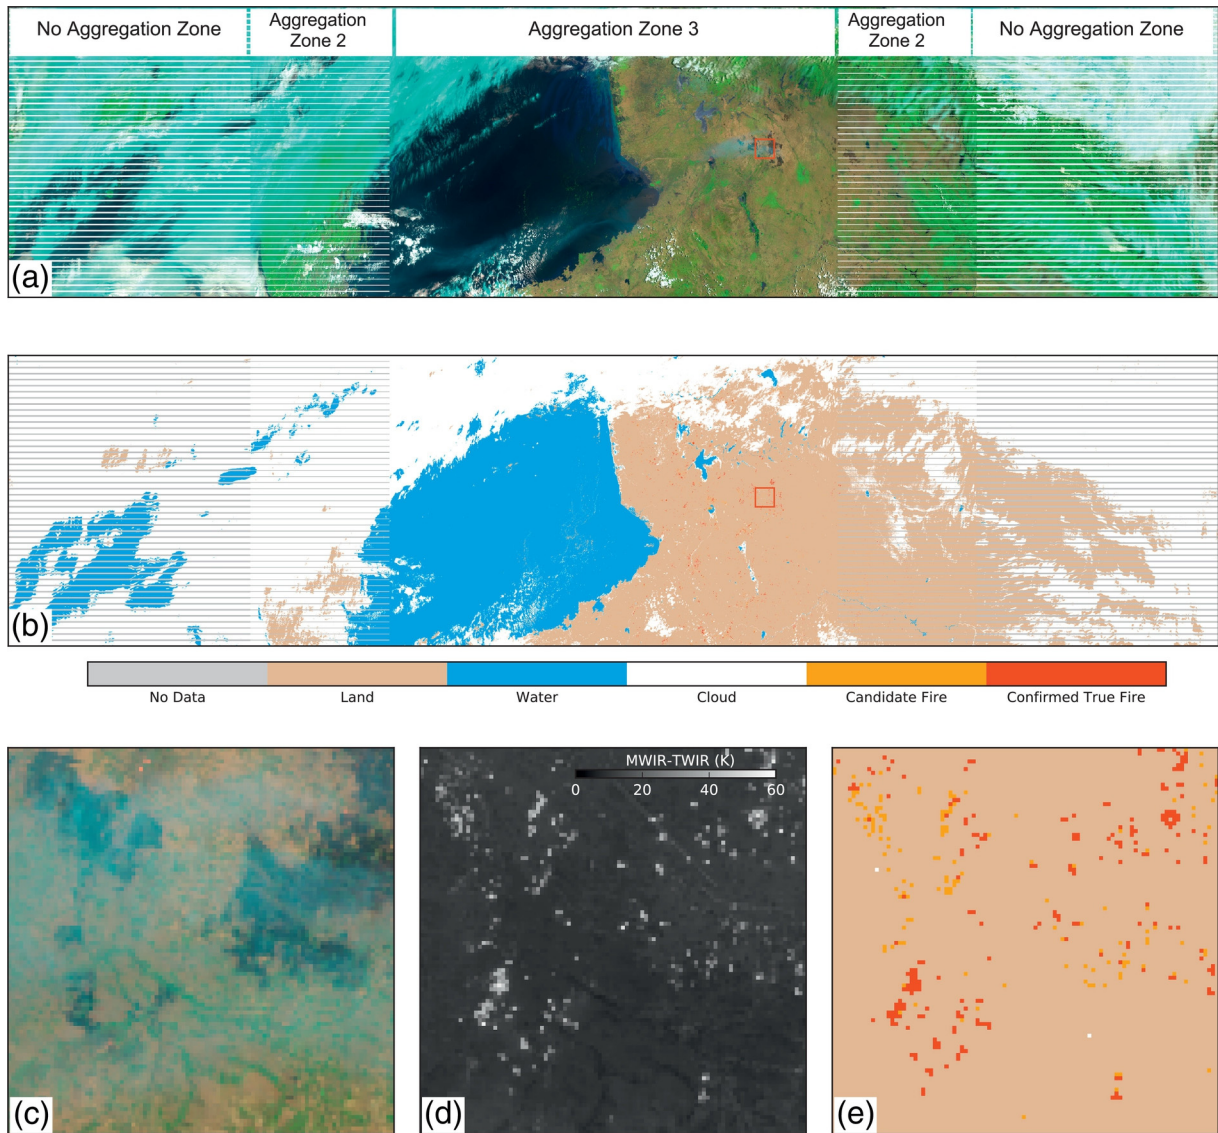 No Aggregation Zone
Aggregation
Zone 2
Aggregation Zone 3
Aggregation
Zone 2
No Aggregation Zone
(a)
(b)
No Data
Land
Water
Cloud
Candidate Fire
Confirmed True Fire
MWIR-TWIR (K)
0 20 40 60
(c)
(d)
(e)